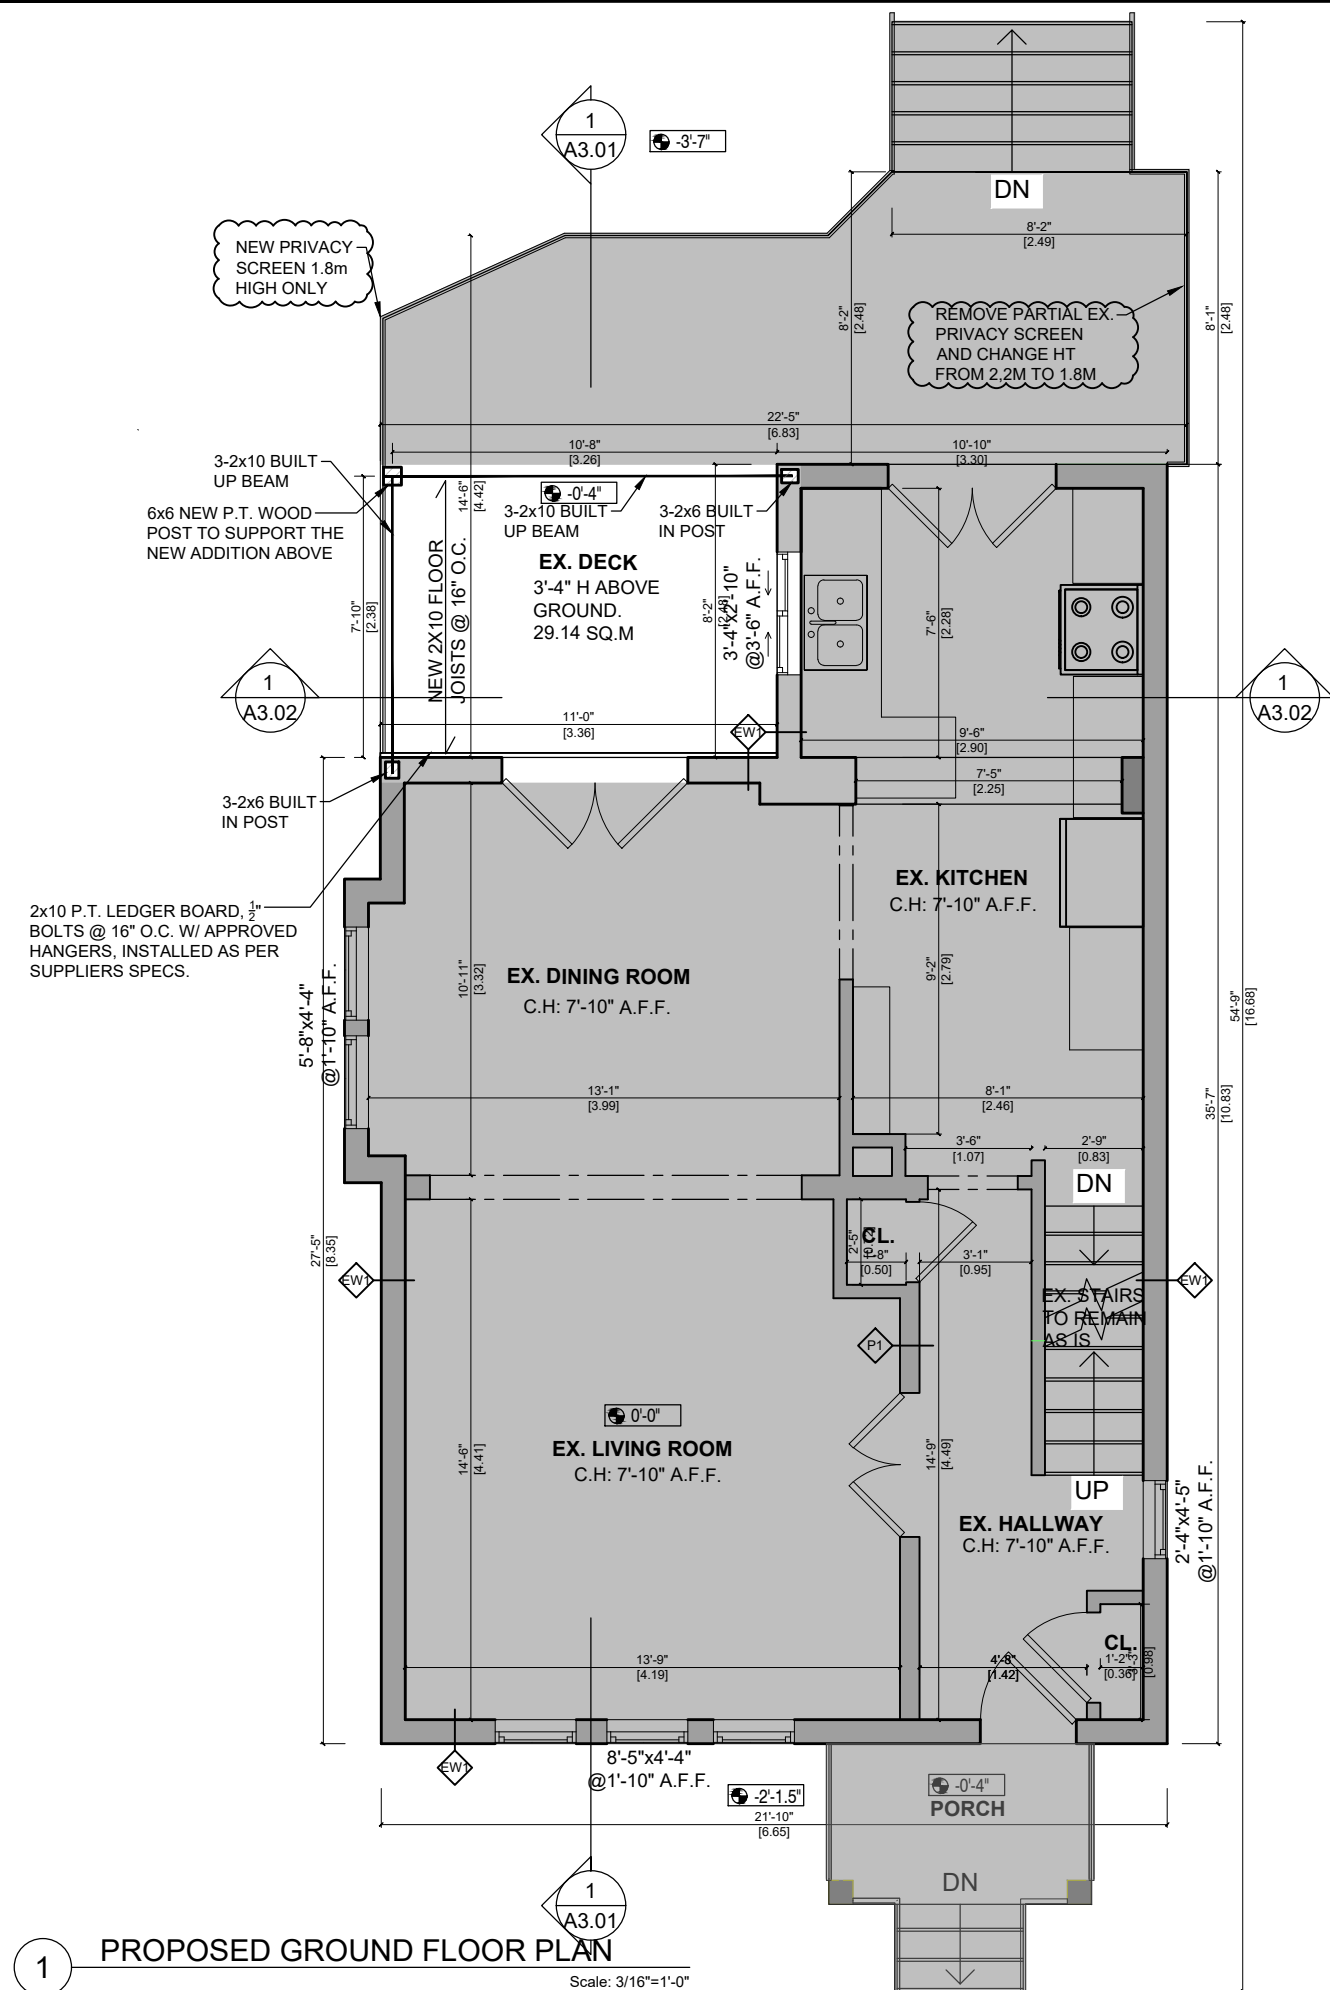 1
A3.01
-3'-7"
DN
8'-2"
[2.49]
NEW PRIVACY
SCREEN 1.8m
HIGH ONLY
8'-2"
[2.48]
REMOVE PARTIAL EX.
PRIVACY SCREEN
AND CHANGE HT
FROM 2,2M TO 1.8M
8'-1"
[2.48]
22'-5"
[6.83]
10'-8"
[3.26]
10'-10"
[3.30]
3-2x10 BUILT
UP BEAM
6x6 NEW P.T. WOOD
POST TO SUPPORT THE
NEW ADDITION ABOVE
14'-6"
[4.42]
-0'-4"
3-2x10 BUILT
UP BEAM
3-2x6 BUILT
IN POST
EX. DECK
3'-4" H ABOVE
GROUND.
29.14 SQ.M
NEW 2X10 FLOOR
JOISTS @ 16" O.C.
7'-10"
[2.38]
8'-2"
[2.48]
3'-4"x2'-10"
@3'-6" A.F.F.
7'-6"
[2.28]
1
A3.02
1
A3.02
11'-0"
[3.36]
EW1
9'-6"
[2.90]
7'-5"
[2.25]
3-2x6 BUILT
IN POST
EX. KITCHEN
C.H: 7'-10" A.F.F.
2x10 P.T. LEDGER BOARD, 1/2"
BOLTS @ 16" O.C. W/ APPROVED
HANGERS, INSTALLED AS PER
SUPPLIERS SPECS.
EX. DINING ROOM
C.H: 7'-10" A.F.F.
10'-11"
[3.32]
9'-2"
[2.79]
5'-8"x4'-4"
@1'-10" A.F.F.
54'-9"
[16.68]
13'-1"
[3.99]
8'-1"
[2.46]
35'-7"
[10.83]
3'-6"
[1.07]
2'-9"
[0.83]
DN
27'-5"
[8.35]
CL.
2'-5"
1'-8"
[0.50]
3'-1"
[0.95]
EW1
EW1
EX. STAIRS
TO REMAIN
AS IS
P1
0'-0"
EX. LIVING ROOM
C.H: 7'-10" A.F.F.
14'-6"
[4.41]
14'-9"
[4.49]
UP
EX. HALLWAY
C.H: 7'-10" A.F.F.
2'-4"x4'-5"
@1'-10" A.F.F.
CL.
13'-9"
[4.19]
4'-8"
[1.42]
1'-2"
[0.36]
[0.98]
EW1
8'-5"x4'-4"
@1'-10" A.F.F.
-2'-1.5"
-0'-4"
PORCH
21'-10"
[6.65]
DN
1
A3.01
1
PROPOSED GROUND FLOOR PLAN
Scale: 3/16"=1'-0"